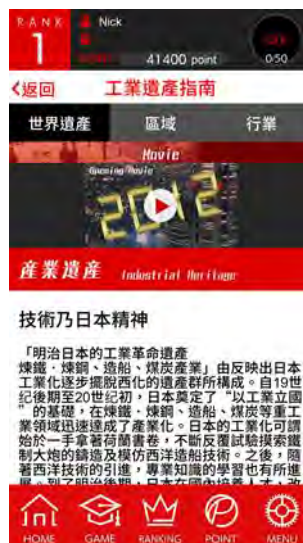 RANK
1
Nick
41400 point
0:50
返回
工業遺產指南
世界遺產
區域
行業
Movie
Opening Movie
2012
産業遺産 Industrial Heritage
技術乃日本精神
「明治日本的工業革命遺產
煉鐵・煉鋼、造船、煤炭產業」由反映出日本
工業化逐步擺脫西化的遺產群所構成。自19世
紀後期至20世紀初,日本奠定了“以工業立國
”的基礎,在煉鐵・煉鋼、造船、煤炭等重工
業領域迅速達成了產業化。日本的工業化可謂
始於一手拿著荷蘭書卷,不斷反覆試驗摸索鐵
制大炮的鑄造及模仿西洋造船技術。之後,隨
著西洋技術的引進,專業知識的學習也有所進
HOME
GAME
RANKING
POINT
MENU